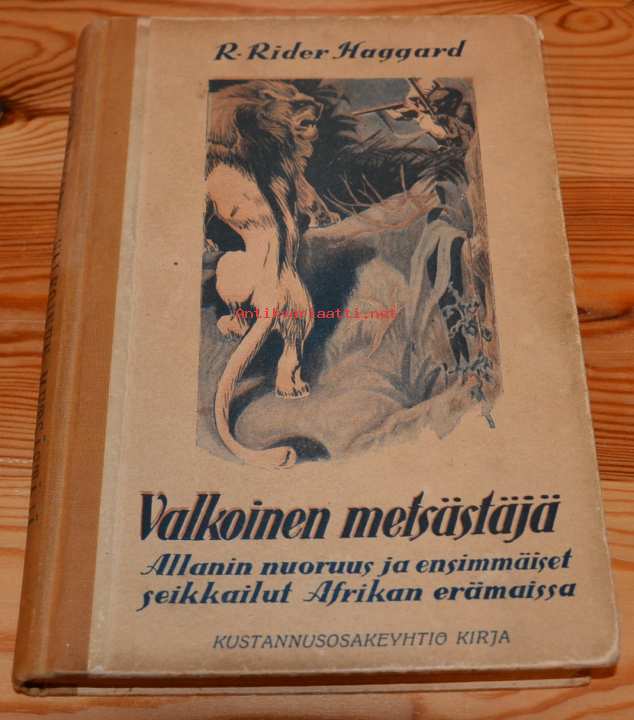 R. Rider Haggard
Antikvariaatti.net
Valkoinen metsästäjä
Allanin nuoruus ja ensimmäiset
seikkailut Afrikan erämaissa
KUSTANNUSOSAKEYHTIÖ KIRJA